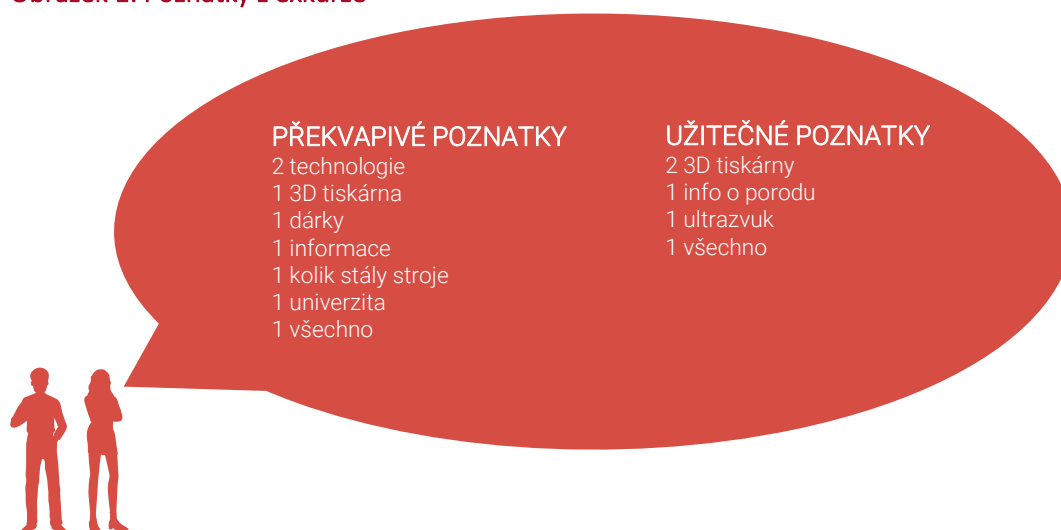 PŘEKVAPIVÉ POZNATKY
2 technologie
1 3D tiskárna
1 dárky
1 informace
1 kolik stály stroje
1 univerzita
1 všechno
UŽITEČNÉ POZNATKY
2 3D tiskárny
1 info o porodu
1 ultrazvuk
1 všechno